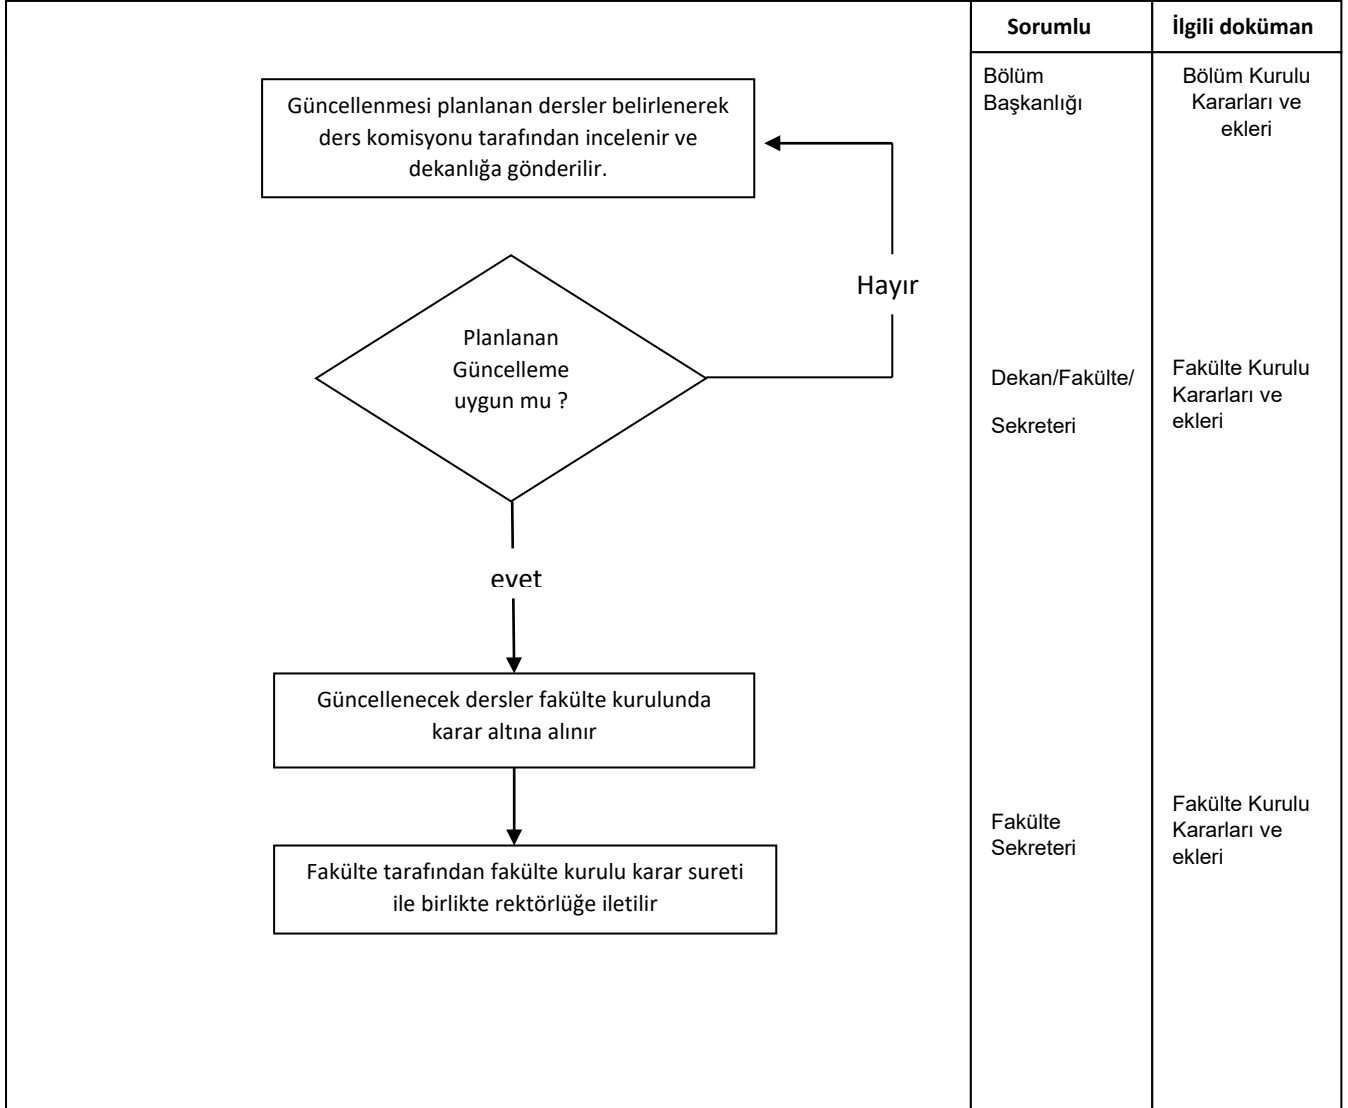 Sorumlu
İlgili doküman
Güncellenmesi planlanan dersler belirlenerek
ders komisyonu tarafından incelenir ve
dekanlığa gönderilir.
Bölüm
Başkanlığı
Bölüm Kurulu
Kararları ve
ekleri
Hayır
Planlanan
Güncelleme
uygun mu ?
Dekan/Fakülte/
Sekreteri
Fakülte Kurulu
Kararları ve
ekleri
evet
Güncellenecek dersler fakülte kurulunda
karar altına alınır
Fakülte tarafından fakülte kurulu karar sureti
ile birlikte rektörlüğe iletilir
Fakülte
Sekreteri
Fakülte Kurulu
Kararları ve
ekleri